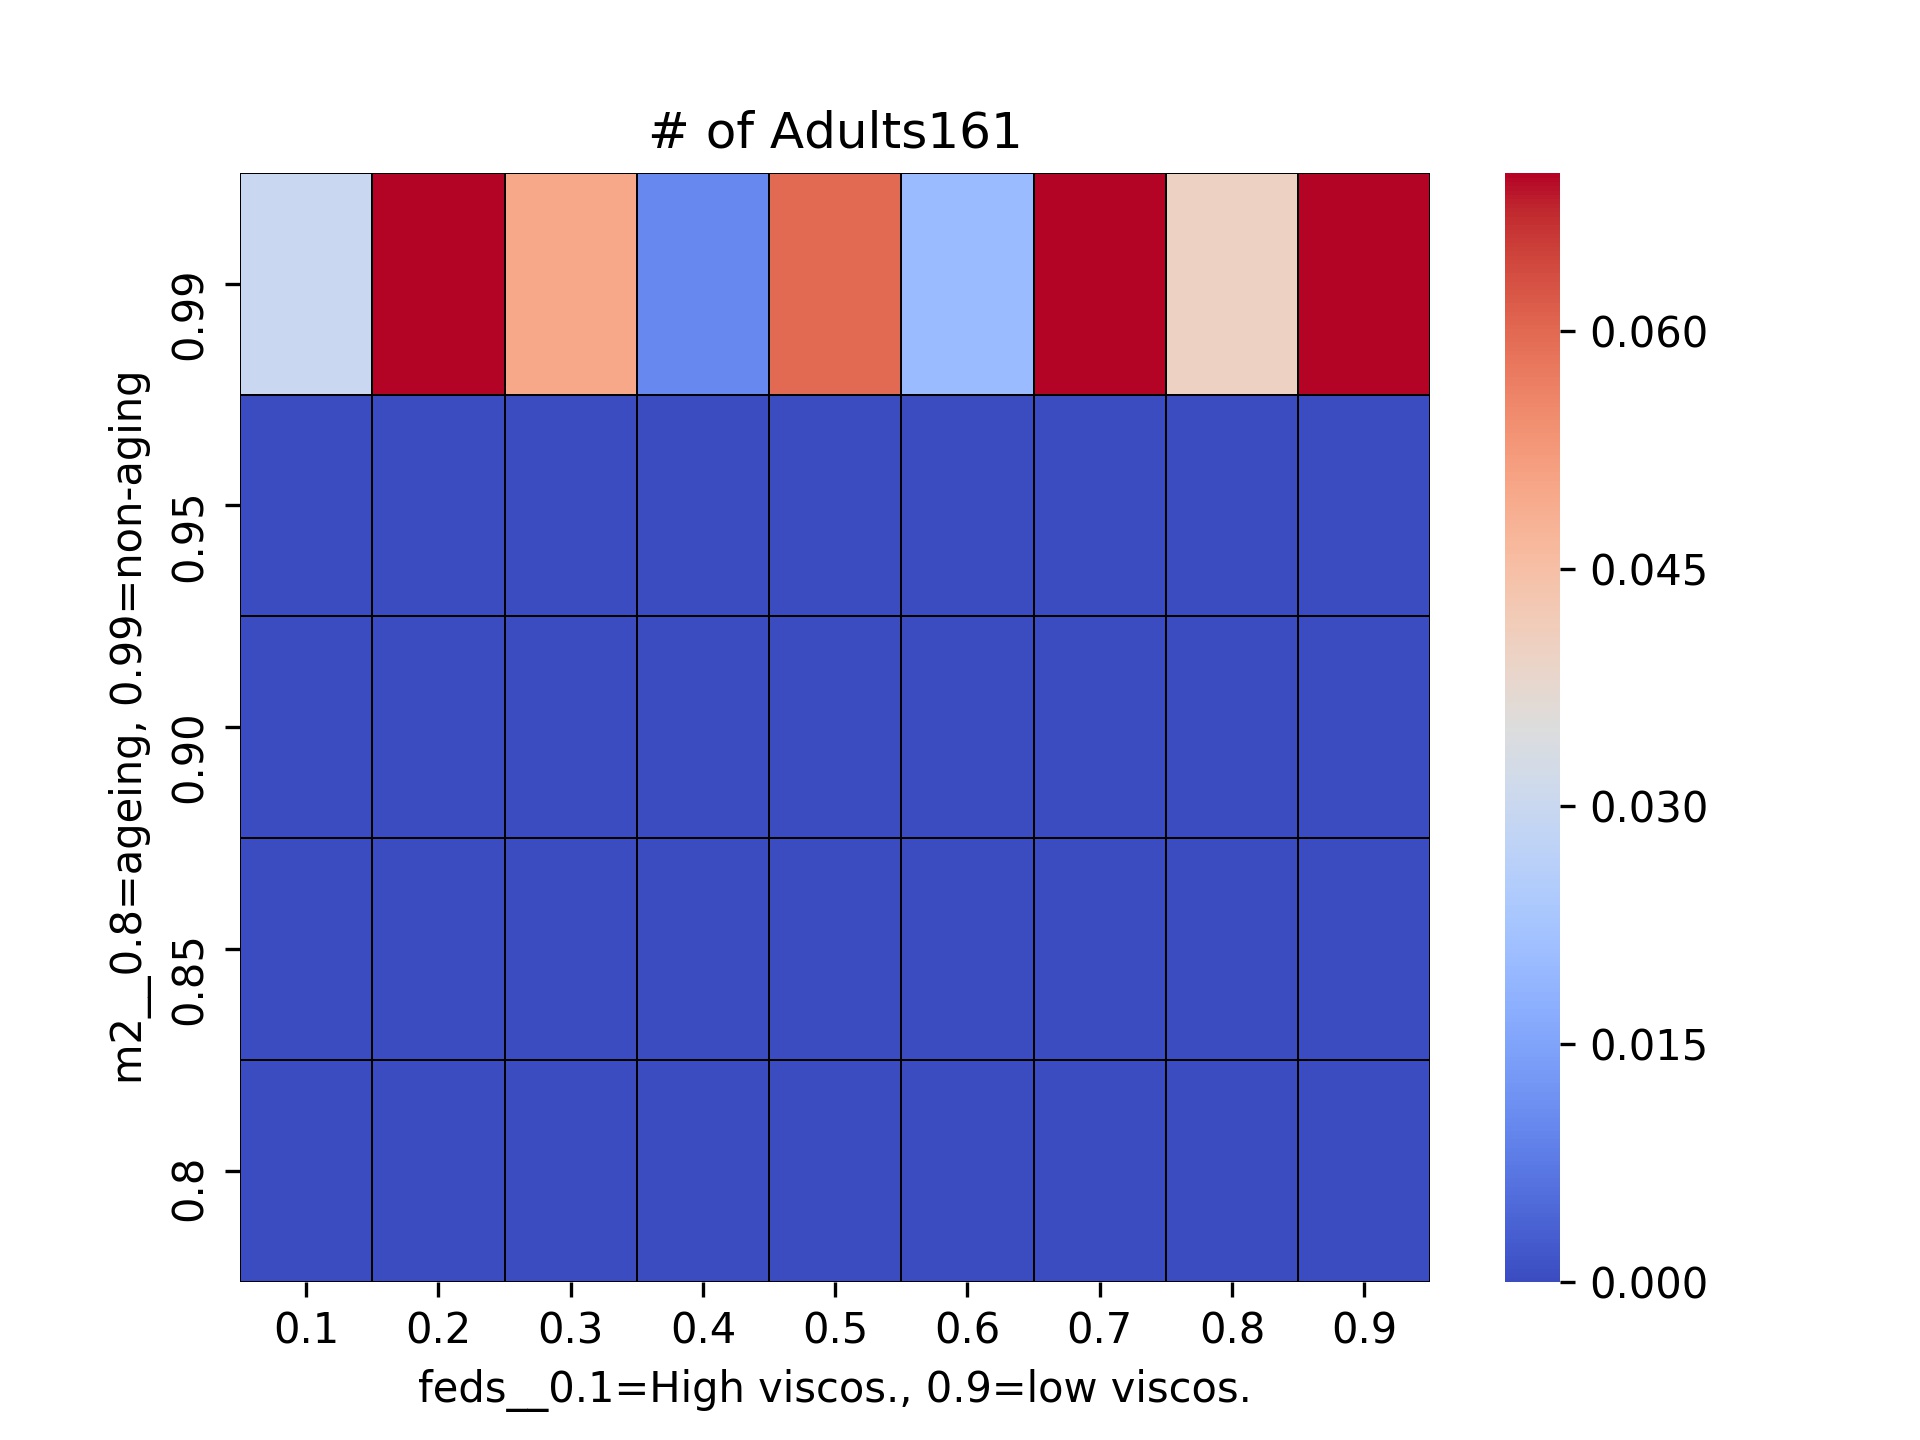 # of Adults161
0.99
0.95
0.90
0.85
0.8
m2__0.8=ageing, 0.99=non-aging
0.1 0.2 0.3 0.4 0.5 0.6 0.7 0.8 0.9
feds__0.1=High viscos., 0.9=low viscos.
0.060
0.045
0.030
0.015
0.000